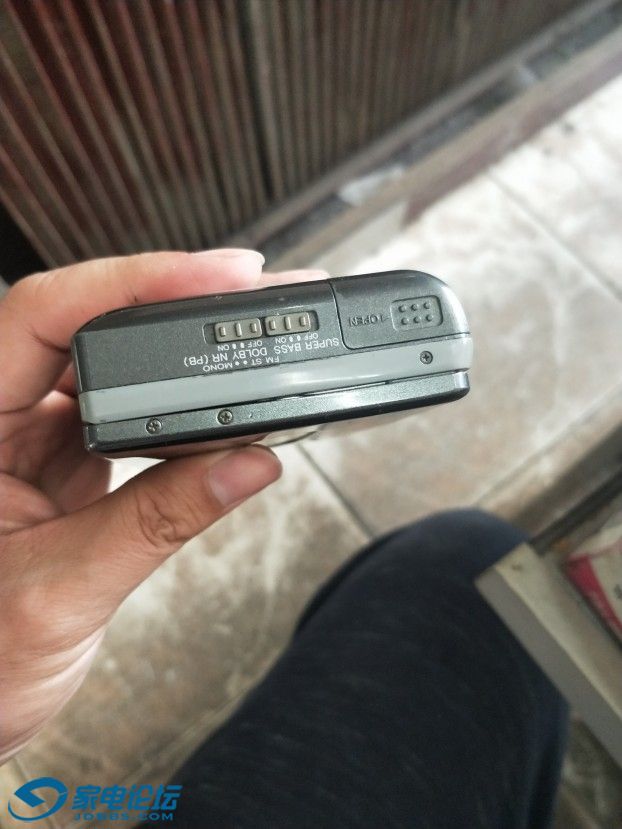 FM ST • • MONO
SUPER BASS DOLBY NR (PB)
OFF • • ON OFF • • ON
OPEN
家电论坛
JDBBS.COM